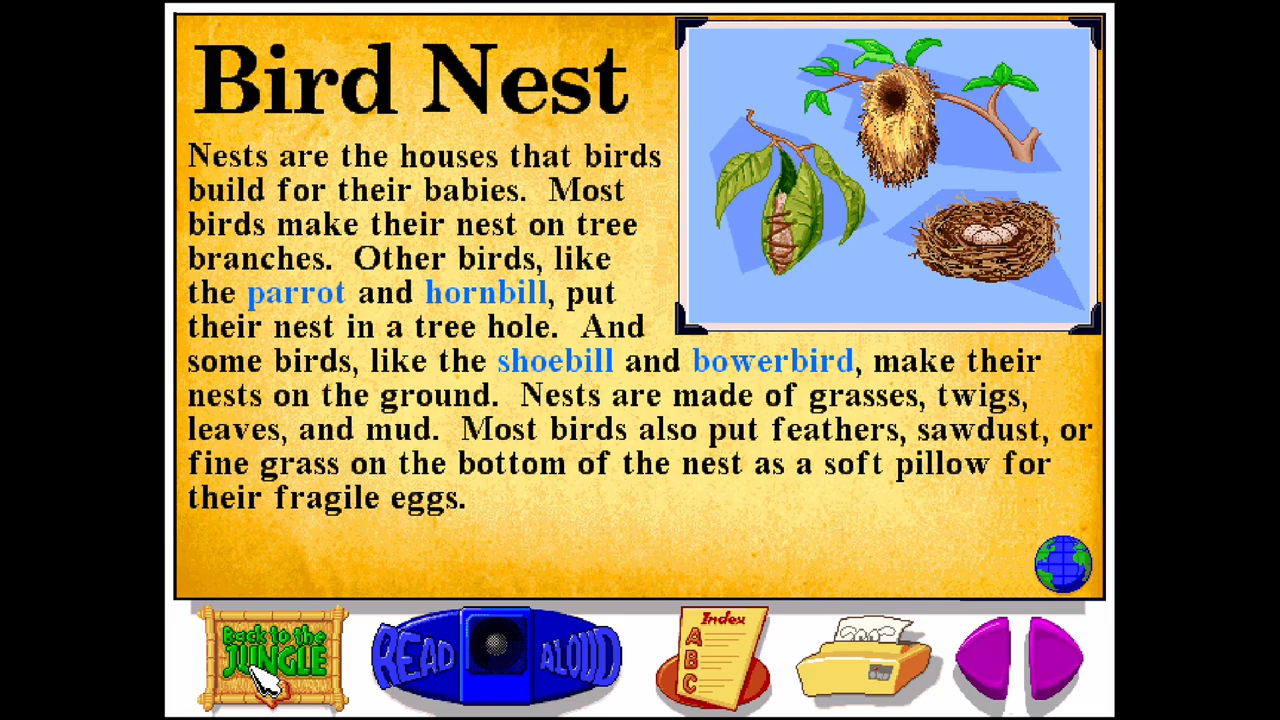 Bird Nest
Nests are the houses that birds
build for their babies.  Most
birds make their nest on tree
branches.  Other birds, like
the parrot and hornbill, put
their nest in a tree hole.  And
some birds, like the shoebill and bowerbird, make their
nests on the ground.  Nests are made of grasses, twigs,
leaves, and mud.  Most birds also put feathers, sawdust, or
fine grass on the bottom of the nest as a soft pillow for
their fragile eggs.
Back to the
JUNGLE
READ ALOUD
Index
A
B
C